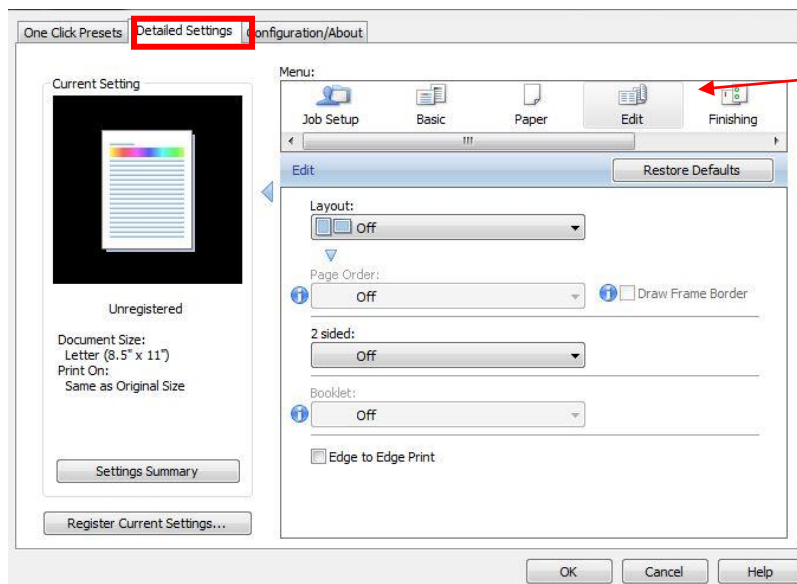 One Click Presets Detailed Settings Configuration/About
Current Setting
Menu:
Job Setup Basic Paper Edit Finishing
Edit Restore Defaults
Layout:
Off
Page Order:
Off Draw Frame Border
2 sided:
Off
Booklet:
Off
Edge to Edge Print
Unregistered
Document Size:
Letter (8.5" x 11")
Print On:
Same as Original Size
Settings Summary
Register Current Settings...
OK Cancel Help